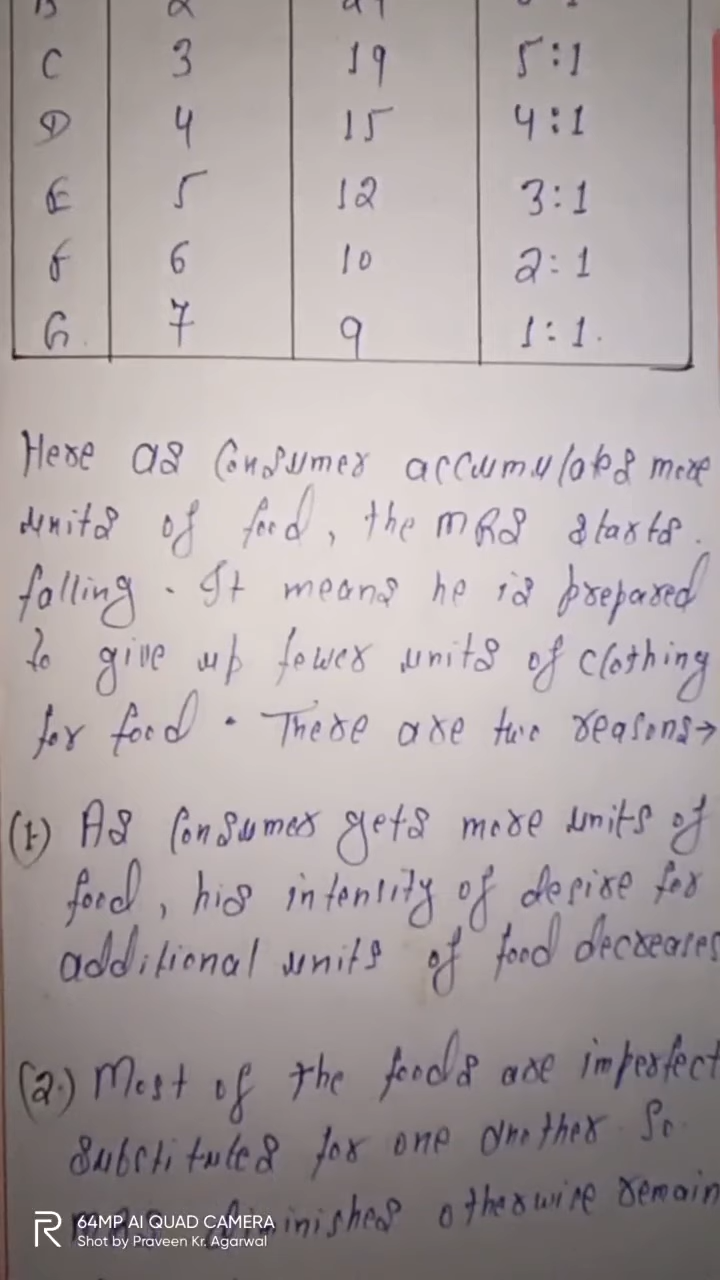 B 2 24
C 3 19 5:1
D 4 15 4:1
E 5 12 3:1
F 6 10 2:1
G. 7 9 1:1.
Here as Consumer accumulates more
units of food, the MRS starts.
falling. It means he is prepared
to give up fewer units of clothing
for food. There are two reasons→
(1.) As Consumer gets more units of
food, his intensity of desire for
additional units of food decreases
(2.) Most of the foods are imperfect
substitutes for one another. So
MRS diminishes otherwise remain
64MP AI QUAD CAMERA
Shot by Praveen Kr. Agarwal